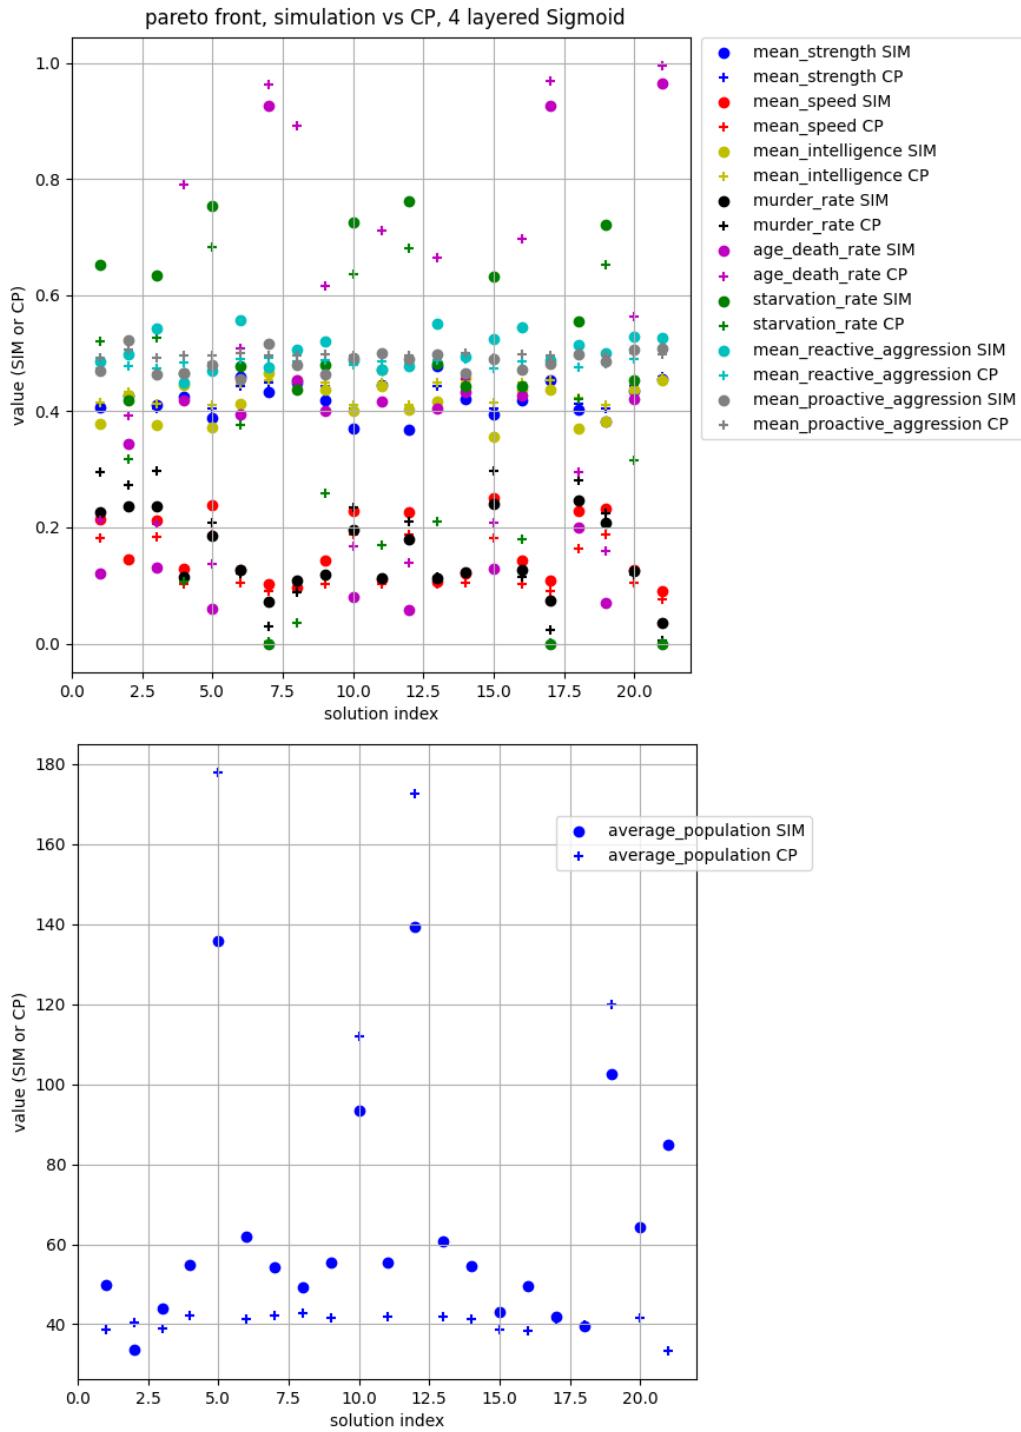 pareto front, simulation vs CP, 4 layered Sigmoid
1.0
0.8
0.6
0.4
0.2
0.0
value (SIM or CP)
0.0 2.5 5.0 7.5 10.0 12.5 15.0 17.5 20.0
solution index
mean_strength SIM
mean_strength CP
mean_speed SIM
mean_speed CP
mean_intelligence SIM
mean_intelligence CP
murder_rate SIM
murder_rate CP
age_death_rate SIM
age_death_rate CP
starvation_rate SIM
starvation_rate CP
mean_reactive_aggression SIM
mean_reactive_aggression CP
mean_proactive_aggression SIM
mean_proactive_aggression CP
180
160
140
120
100
80
60
40
value (SIM or CP)
average_population SIM
average_population CP
0.0 2.5 5.0 7.5 10.0 12.5 15.0 17.5 20.0
solution index